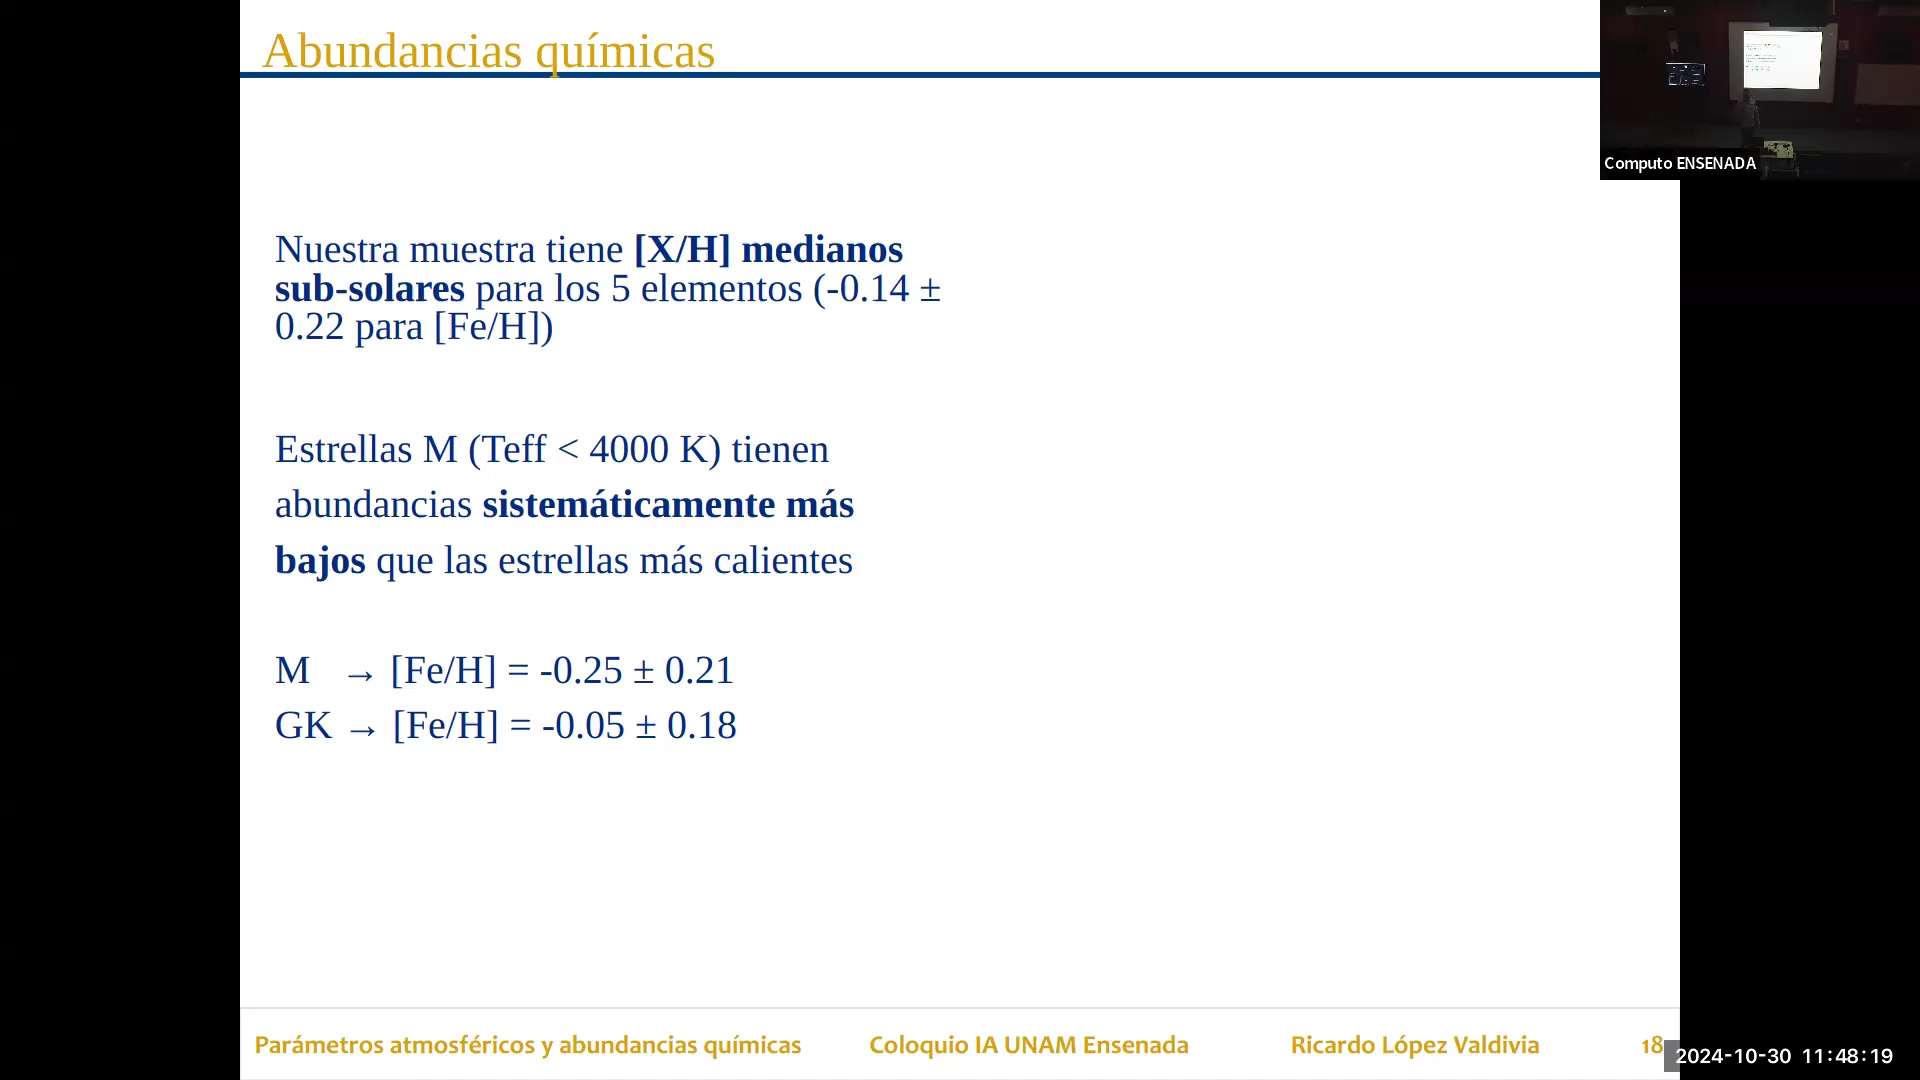 Abundancias químicas
Computo ENSENADA
Nuestra muestra tiene [X/H] medianos
sub-solares para los 5 elementos (-0.14 ±
0.22 para [Fe/H])
Estrellas M (Teff < 4000 K) tienen
abundancias sistemáticamente más
bajos que las estrellas más calientes
M → [Fe/H] = -0.25 ± 0.21
GK → [Fe/H] = -0.05 ± 0.18
Parámetros atmosféricos y abundancias químicas Coloquio IA UNAM Ensenada Ricardo López Valdivia 18
2024-10-30 11:48:19